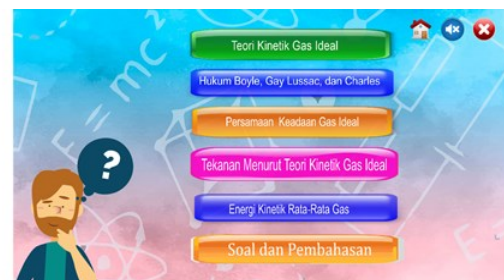 Teori Kinetik Gas Ideal
Hukum Boyle, Gay Lussac, dan Charles
Persamaan Keadaan Gas Ideal
Tekanan Menurut Teori Kinetik Gas Ideal
?
Energi Kinetik Rata-Rata Gas
Soal dan Pembahasan
E = mc²